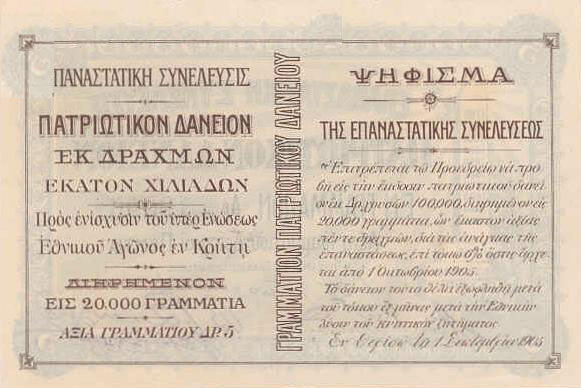 ΠΑΝΑΣΤΑΤΙΚΗ ΣΥΝΕΛΕΥΣΙΣ
ΠΑΤΡΙΩΤΙΚΟΝ ΔΑΝΕΙΟΝ
ΕΚ ΔΡΑΧΜΩΝ
ΕΚΑΤΟΝ ΧΙΛΙΑΔΩΝ
Πρὸς ἐνίσχυσιν τοῦ ὑπὲρ Ἑνώσεως
Ἐθνικοῦ Ἀγῶνος ἐν Κρήτῃ
ΔΙΗΡΗΜΕΝΟΝ
ΕΙΣ 20.000 ΓΡΑΜΜΑΤΙΑ
ΑΞΙΑ ΓΡΑΜΜΑΤΙΟΥ ΔΡ 5
ΓΡΑΜΜΑΤΙΟΝ ΠΑΤΡΙΩΤΙΚΟΥ ΔΑΝΕΙΟΥ
ΨΗΦΙΣΜΑ
ΤΗΣ ΕΠΑΝΑΣΤΑΤΙΚΗΣ ΣΥΝΕΛΕΥΣΕΩΣ
"Ἐπιτρέπεται τῷ Προεδρείῳ νὰ προ
βῇ εἰς τὴν ἔκδοσιν πατριωτικοῦ δανεί
ου ἐκ Δραχμῶν 100.000, διῃρημένου εἰς
20.000 γραμμάτια, ὧν ἕκαστον ἀξίας
πέντε δραχμῶν, διὰ τὰς ἀνάγκας τῆς
ἐπαναστάσεως, ἐπὶ τόκῳ 6% ὅστις ἄρχε
ται ἀπὸ 1 Ὀκτωβρίου 1905.
Τὸ δάνειον τοῦτο θέλει ἐξωφληθῆ μετὰ
τοῦ τόκου ἐξ μῆνας μετὰ τὴν Ἐθνικὴν
λύσιν τοῦ ΚΡΗΤΙΚΟΥ ζητήματος
Ἐν Θερίσῳ τῇ 1 Σεπτεμβρίου 1905